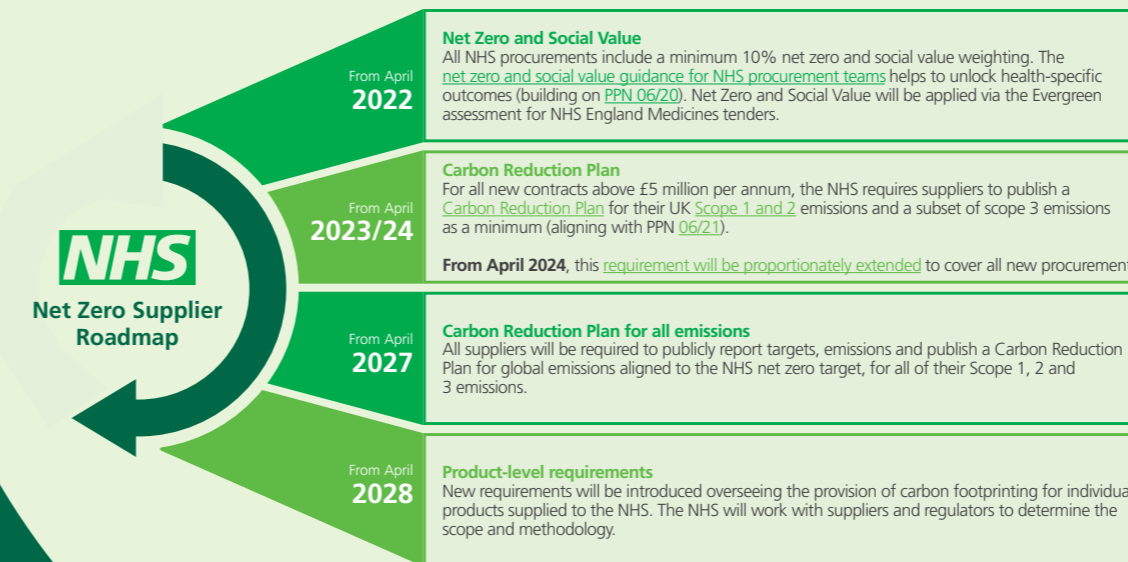 NHS
Net Zero Supplier
Roadmap
From April
2022
Net Zero and Social Value
All NHS procurements include a minimum 10% net zero and social value weighting. The
net zero and social value guidance for NHS procurement teams helps to unlock health-specific
outcomes (building on PPN 06/20). Net Zero and Social Value will be applied via the Evergreen
assessment for NHS England Medicines tenders.
From April
2023/24
Carbon Reduction Plan
For all new contracts above £5 million per annum, the NHS requires suppliers to publish a
Carbon Reduction Plan for their UK Scope 1 and 2 emissions and a subset of scope 3 emissions
as a minimum (aligning with PPN 06/21).
From April 2024, this requirement will be proportionately extended to cover all new procurement
From April
2027
Carbon Reduction Plan for all emissions
All suppliers will be required to publicly report targets, emissions and publish a Carbon Reduction
Plan for global emissions aligned to the NHS net zero target, for all of their Scope 1, 2 and
3 emissions.
From April
2028
Product-level requirements
New requirements will be introduced overseeing the provision of carbon footprinting for individua
products supplied to the NHS. The NHS will work with suppliers and regulators to determine the
scope and methodology.